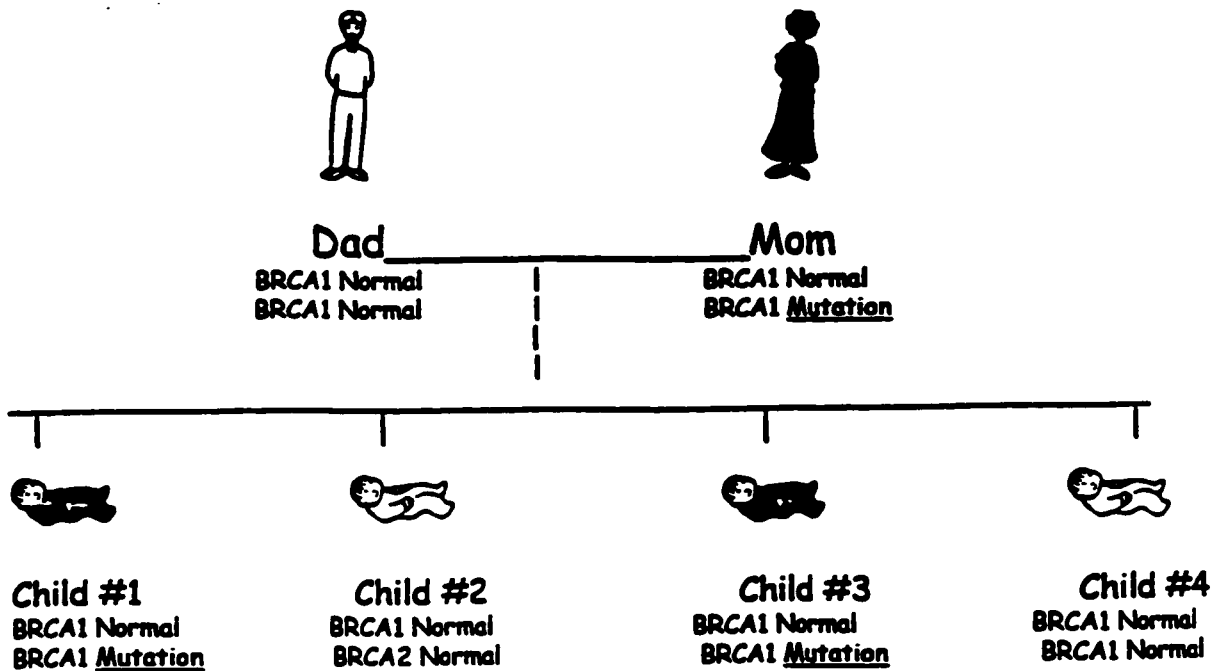 Dad Mom
BRCA1 Normal BRCA1 Normal
BRCA1 Normal BRCA1 Mutation
Child #1 Child #2 Child #3 Child #4
BRCA1 Normal BRCA1 Normal BRCA1 Normal BRCA1 Normal
BRCA1 Mutation BRCA2 Normal BRCA1 Mutation BRCA1 Normal